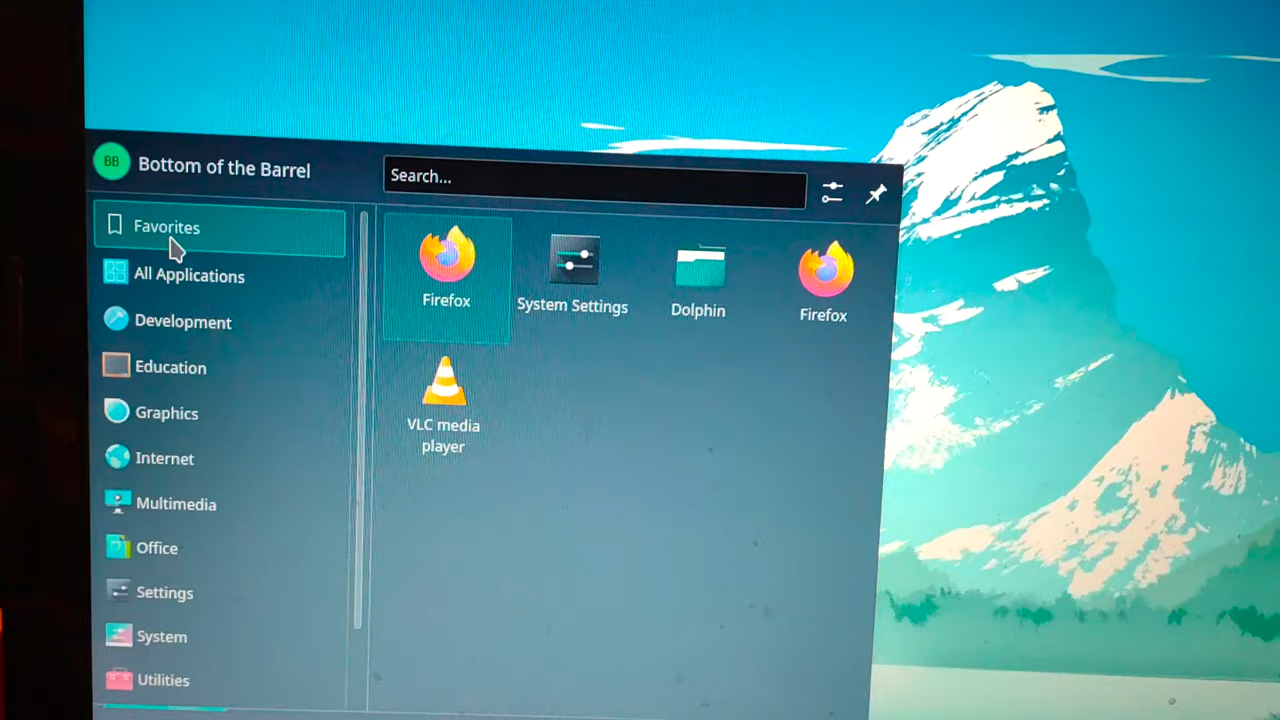 BB
Bottom of the Barrel
Search...
Favorites
All Applications
Development
Education
Graphics
Internet
Multimedia
Office
Settings
System
Utilities
Firefox
System Settings
Dolphin
Firefox
VLC media
player